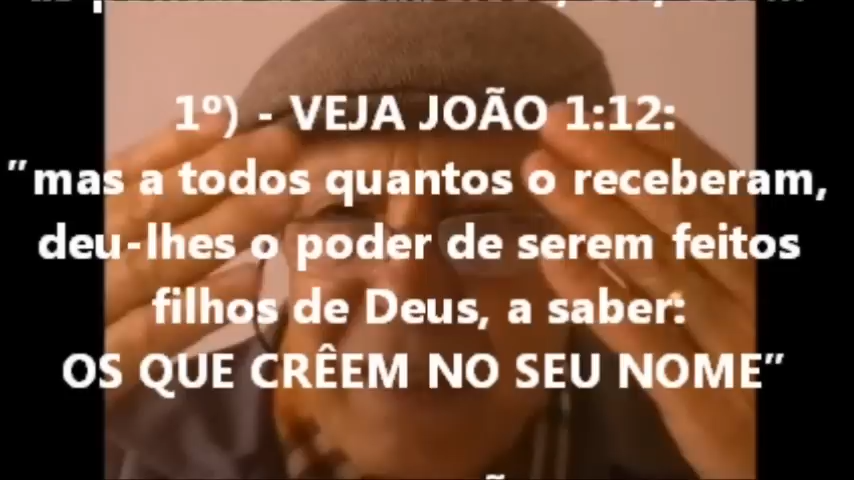 1º) - VEJA JOÃO 1:12:
"mas a todos quantos o receberam,
deu-lhes o poder de serem feitos
filhos de Deus, a saber:
OS QUE CRÊEM NO SEU NOME"